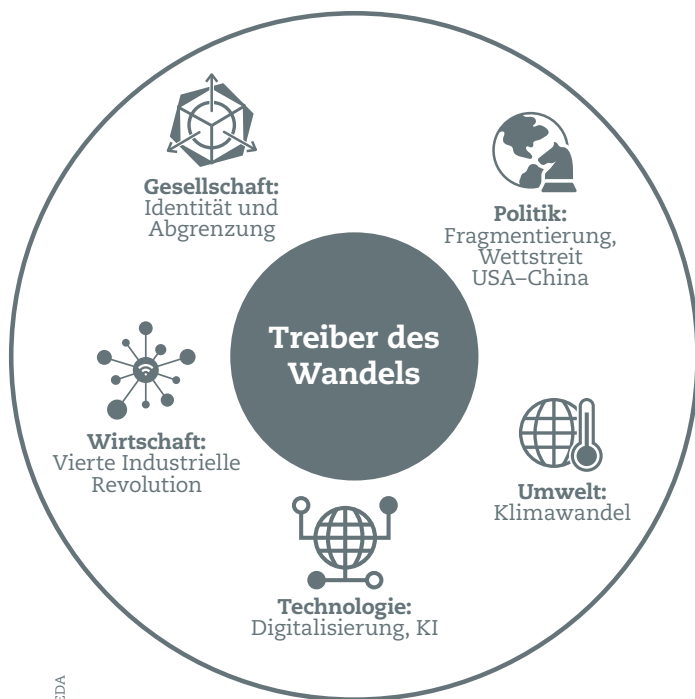 Gesellschaft:
Identität und
Abgrenzung
Politik:
Fragmentierung,
Wettstreit
USA–China
Treiber des
Wandels
Wirtschaft:
Vierte Industrielle
Revolution
Umwelt:
Klimawandel
Technologie:
Digitalisierung, KI
EDA